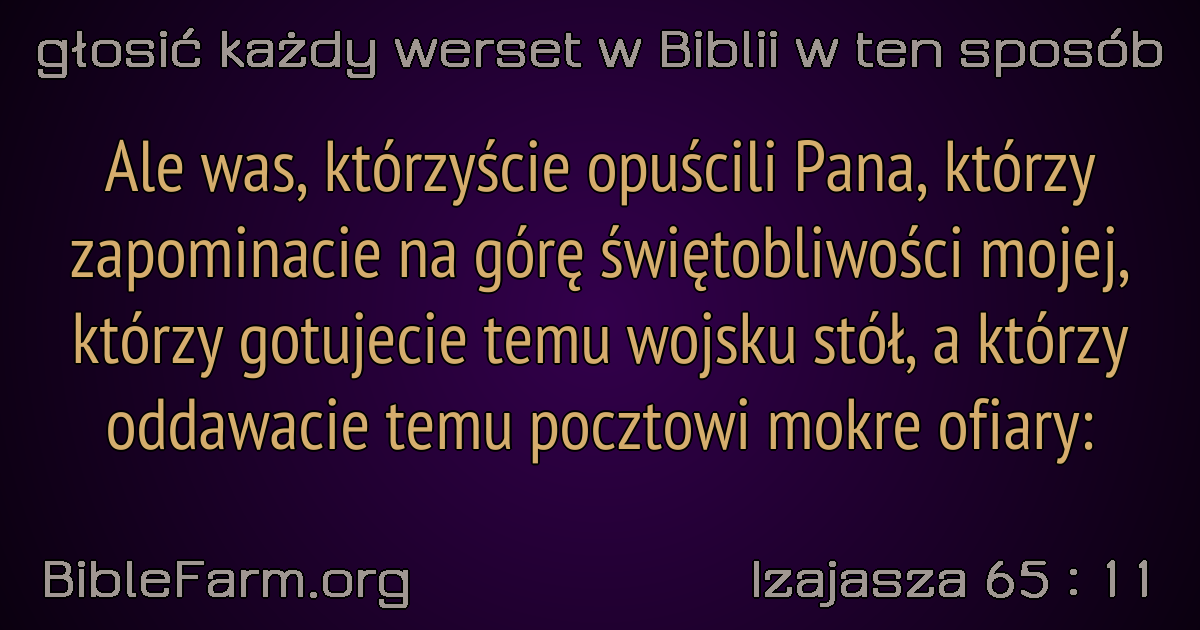 głosić każdy werset w Biblii w ten sposób
Ale was, którzyście opuścili Pana, którzy
zapominacie na górę świętobliwości mojej,
którzy gotujecie temu wojsku stół, a którzy
oddawacie temu pocztowi mokre ofiary:
BibleFarm.org
Izajasza 65 : 11